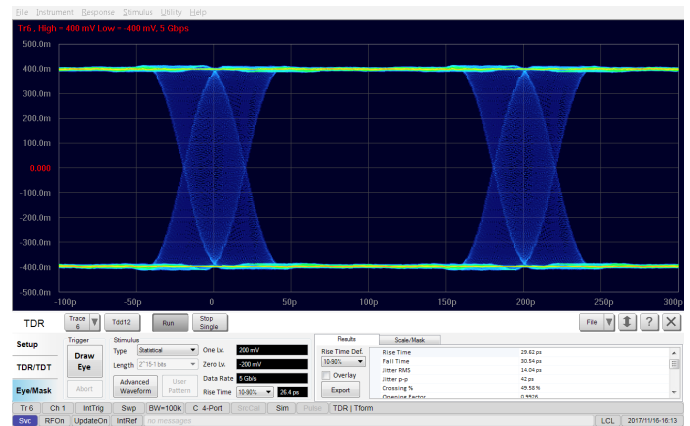 File Instrument Response Stimulus Utility Help
Tr6 , High ~ 400 mV Low ~ -400 mV, 5 Gbps
500.0m
400.0m
300.0m
200.0m
100.0m
0.000
-100.0m
-200.0m
-300.0m
-400.0m
-500.0m
-100p -50p 0 50p 100p 150p 200p 250p 300p
TDR Trace 6 Tdd12 Run Stop Single File ? X
Setup
TDR/TDT
Eye/Mask
Trigger
Draw Eye
Abort
Stimulus
Type Statistical One Lv. 200 mV
Length 2^15-1 bits Zero Lv. -200 mV
Advanced Waveform User Pattern Data Rate 5 Gb/s
Rise Time 10-90% 26.4 ps
Results Scale/Mask
Rise Time Def.
10-90%
Overlay
Export
Rise Time 29.62 ps
Fall Time 30.54 ps
Jitter RMS 14.04 ps
Jitter p-p 42 ps
Crossing % 49.58 %
Opening Factor 0.9926
Tr 6 Ch 1 IntTrig Swp BW=100k C 4-Port SrcCal Sim Pulse TDR | Tform
Svc RFOn UpdateOn IntRef no messages LCL 2017/11/16-16:13